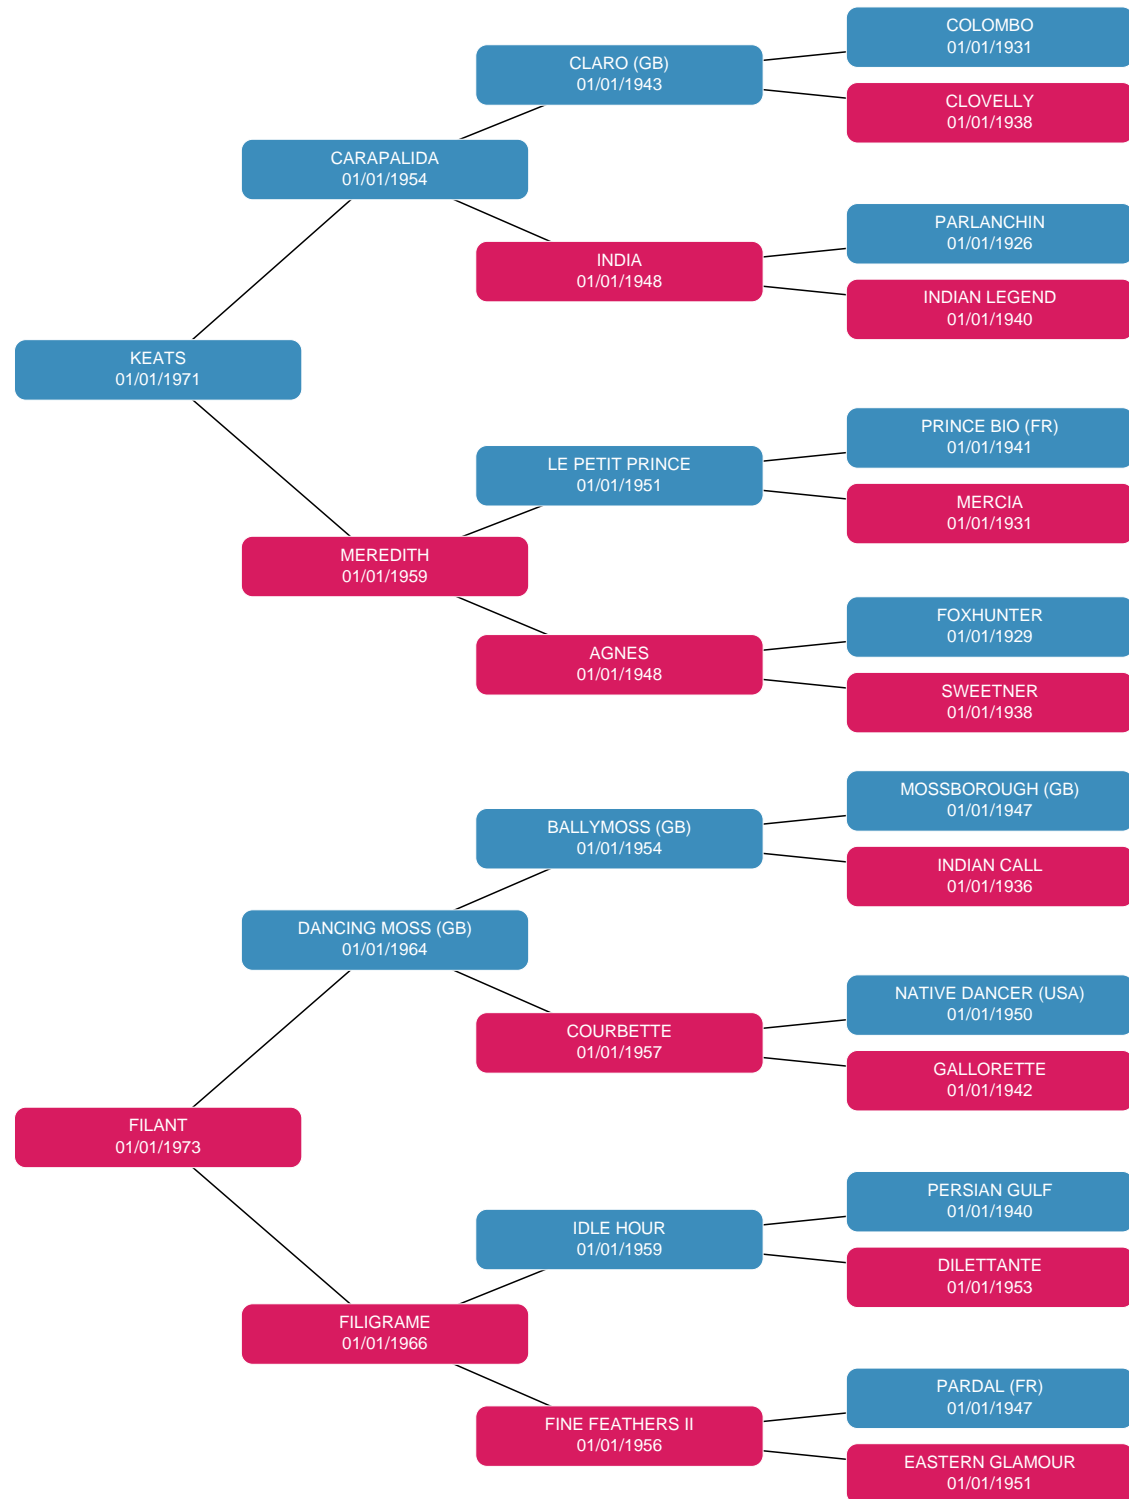 COLOMBO
01/01/1931
CLARO (GB)
01/01/1943
CLOVELLY
01/01/1938
CARAPALIDA
01/01/1954
PARLANCHIN
01/01/1926
INDIA
01/01/1948
INDIAN LEGEND
01/01/1940
KEATS
01/01/1971
PRINCE BIO (FR)
01/01/1941
LE PETIT PRINCE
01/01/1951
MERCIA
01/01/1931
MEREDITH
01/01/1959
FOXHUNTER
01/01/1929
AGNES
01/01/1948
SWEETNER
01/01/1938
MOSSBOROUGH (GB)
01/01/1947
BALLYMOSS (GB)
01/01/1954
INDIAN CALL
01/01/1936
DANCING MOSS (GB)
01/01/1964
NATIVE DANCER (USA)
01/01/1950
COURBETTE
01/01/1957
GALLORETTE
01/01/1942
FILANT
01/01/1973
PERSIAN GULF
01/01/1940
IDLE HOUR
01/01/1959
DILETTANTE
01/01/1953
FILIGRAME
01/01/1966
PARDAL (FR)
01/01/1947
FINE FEATHERS II
01/01/1956
EASTERN GLAMOUR
01/01/1951